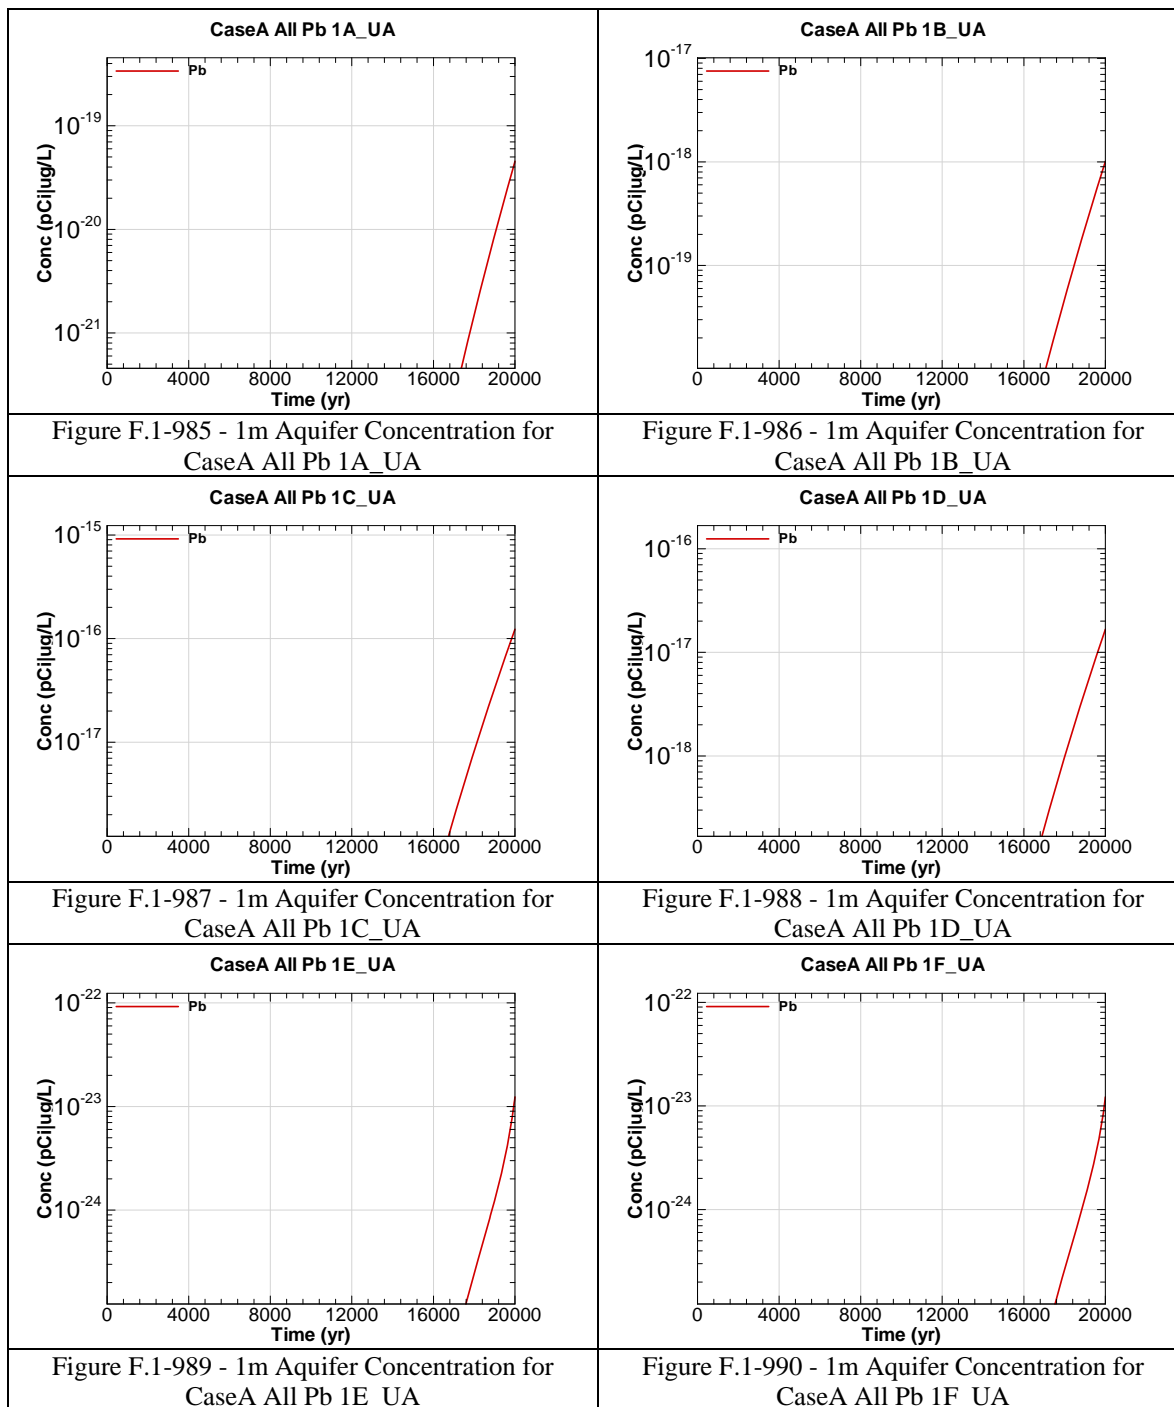 CaseA All Pb 1A_UA
Pb
10-19
10-20
10-21
Conc (pCi|ug/L)
0 4000 8000 12000 16000 20000
Time (yr)
Figure F.1-985 - 1m Aquifer Concentration for
CaseA All Pb 1A_UA
CaseA All Pb 1B_UA
Pb
10-17
10-18
10-19
Conc (pCi|ug/L)
0 4000 8000 12000 16000 20000
Time (yr)
Figure F.1-986 - 1m Aquifer Concentration for
CaseA All Pb 1B_UA
CaseA All Pb 1C_UA
Pb
10-15
10-16
10-17
Conc (pCi|ug/L)
0 4000 8000 12000 16000 20000
Time (yr)
Figure F.1-987 - 1m Aquifer Concentration for
CaseA All Pb 1C_UA
CaseA All Pb 1D_UA
Pb
10-16
10-17
10-18
Conc (pCi|ug/L)
0 4000 8000 12000 16000 20000
Time (yr)
Figure F.1-988 - 1m Aquifer Concentration for
CaseA All Pb 1D_UA
CaseA All Pb 1E_UA
Pb
10-22
10-23
10-24
Conc (pCi|ug/L)
0 4000 8000 12000 16000 20000
Time (yr)
Figure F.1-989 - 1m Aquifer Concentration for
CaseA All Pb 1E_UA
CaseA All Pb 1F_UA
Pb
10-22
10-23
10-24
Conc (pCi|ug/L)
0 4000 8000 12000 16000 20000
Time (yr)
Figure F.1-990 - 1m Aquifer Concentration for
CaseA All Pb 1F_UA